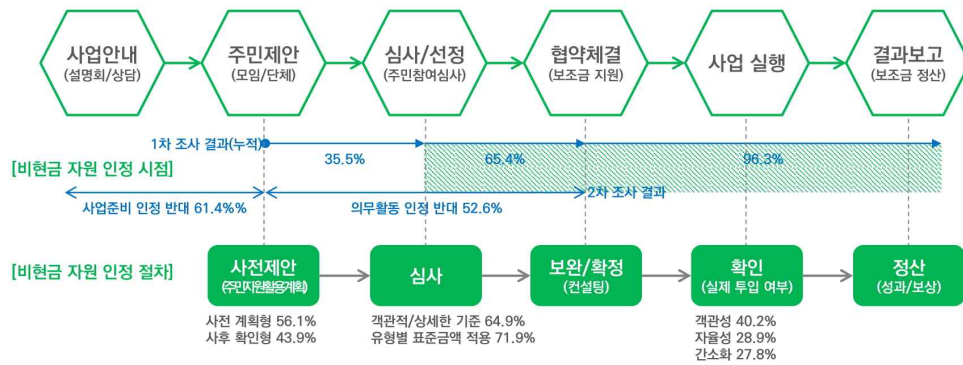 사업안내
(설명회/상담)
주민제안
(모임/단체)
심사/선정
(주민참여심사)
협약체결
(보조금 지원)
사업 실행
결과보고
(보조금 정산)
1차 조사 결과(누적)
35.5%
65.4%
96.3%
[비현금 자원 인정 시점]
2차 조사 결과
사업준비 인정 반대 61.4%%
의무활동 인정 반대 52.6%
[비현금 자원 인정 절차]
사전제안
(주민자원활용계획)
심사
보완/확정
(컨설팅)
확인
(실제 투입 여부)
정산
(성과/보상)
사전 계획형 56.1%
사후 확인형 43.9%
객관적/상세한 기준 64.9%
유형별 표준금액 적용 71.9%
객관성 40.2%
자율성 28.9%
간소화 27.8%